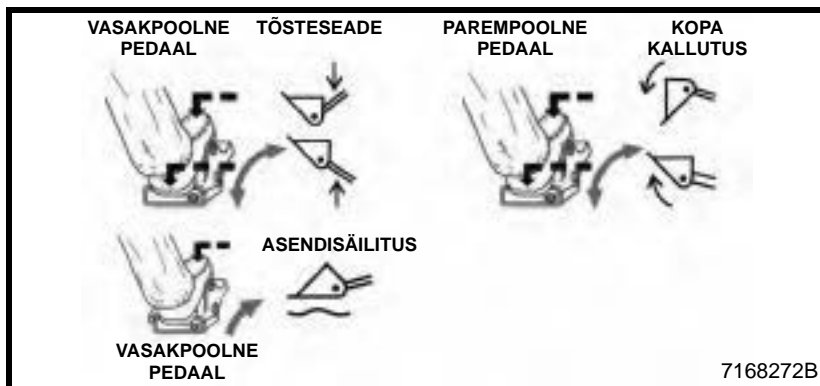 VASAKPOOLNE
PEDAAL
TÕSTESEADE
PAREMPOOLNE
PEDAAL
KOPA
KALLUTUS
ASENDISÄILITUS
VASAKPOOLNE
PEDAAL
7168272B